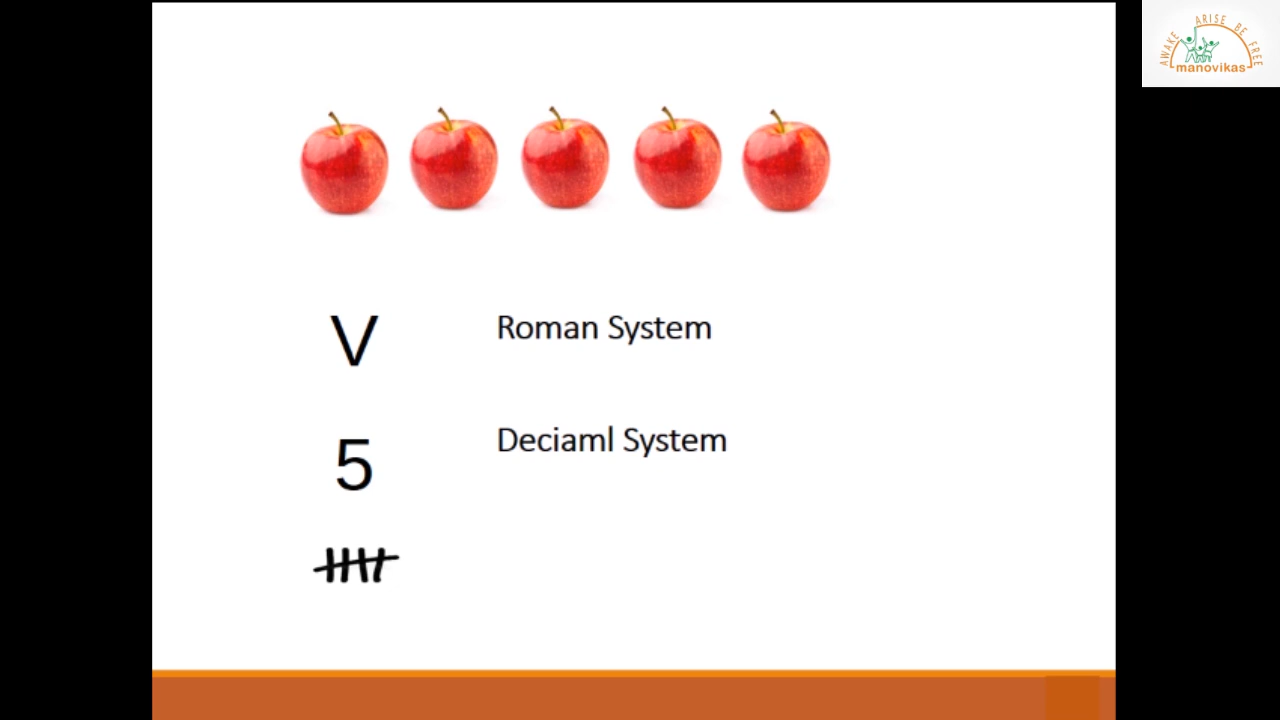 AWAKE ARISE BE FREE
manovikas
V Roman System
5 Deciaml System